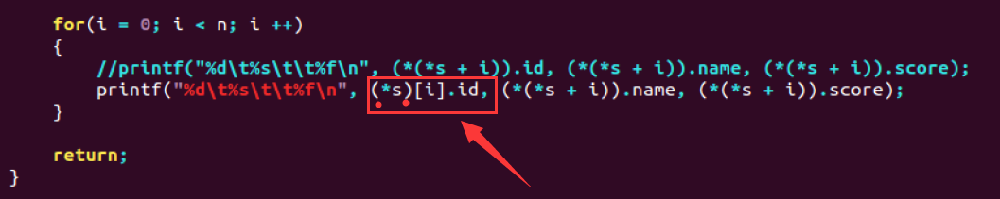 for(i = 0; i < n; i ++)
{
//printf("%d\t%s\t\t%f\n", (*(*s + i)).id, (*(*s + i)).name, (*(*s + i)).score);
printf("%d\t%s\t\t%f\n", (*s)[i].id, (*(*s + i)).name, (*(*s + i)).score);
}
return;
}